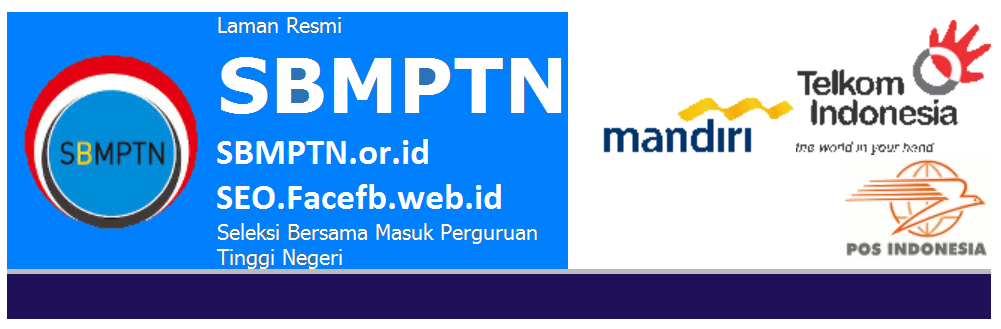 Laman Resmi
SBMPTN
SBMPTN
SBMPTN.or.id
SEO.Facefb.web.id
Seleksi Bersama Masuk Perguruan
Tinggi Negeri
mandiri
Telkom
Indonesia
the world in your hand
POS INDONESIA